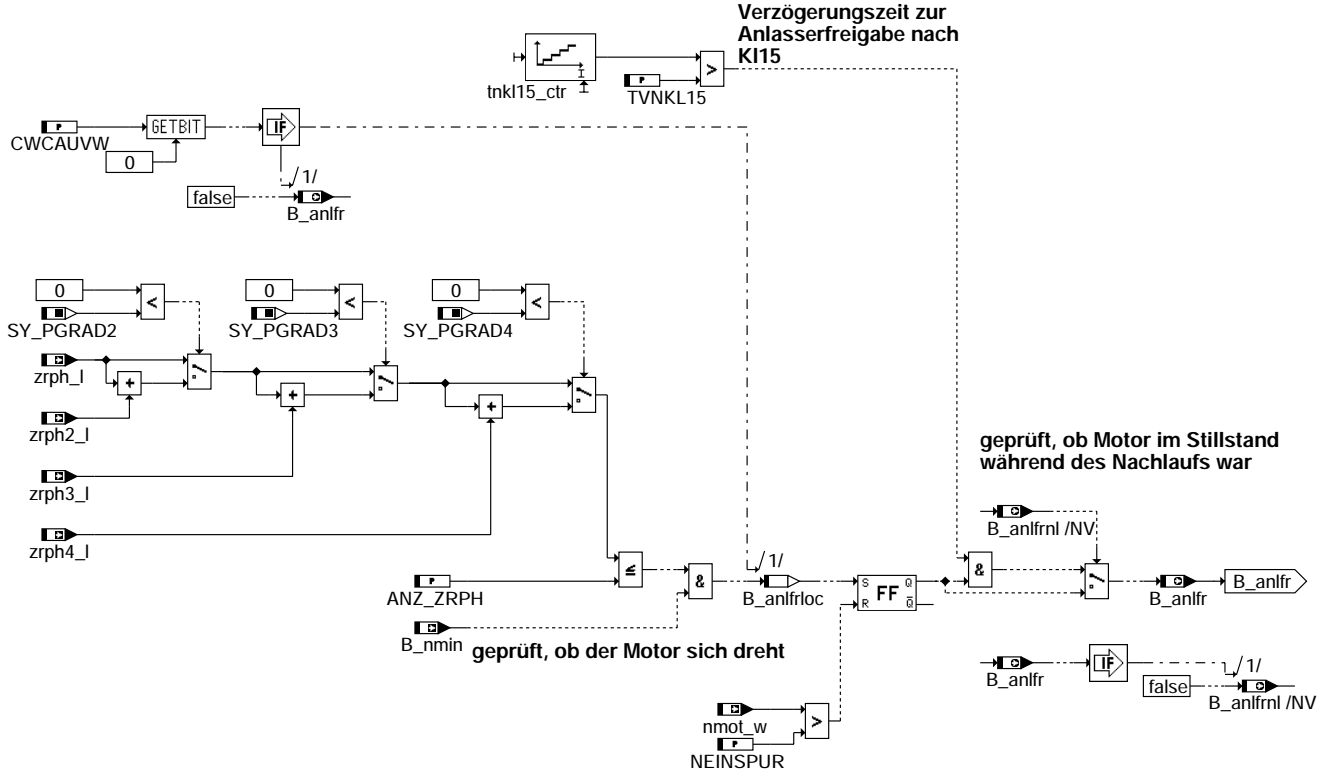 Verzögerungszeit zur
Anlasserfreigabe nach
Kl15
tnkl15_ctr
I
I
P
TVNKL15
>
P
CWCAUVW
GETBIT
IF
0
/1/
false
B_anlfr
0
<
SY_PGRAD2
0
<
SY_PGRAD3
0
<
SY_PGRAD4
zrph_l
+
zrph2_l
+
zrph3_l
+
zrph4_l
geprüft, ob Motor im Stillstand
während des Nachlaufs war
B_anlfrnl /NV
P
ANZ_ZRPH
≤
&
B_nmin
geprüft, ob der Motor sich dreht
/1/
B_anlfrloc
S Q
FF
R Q̅
&
B_anlfr
B_anlfr
B_anlfr
IF
/1/
false
B_anlfrnl /NV
nmot_w
>
P
NEINSPUR